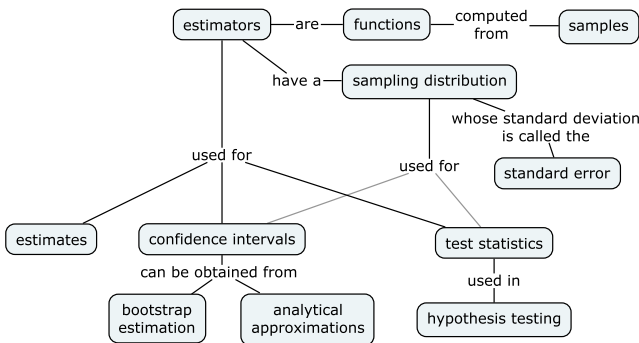 estimators
are
functions
computed
from
samples
have a
sampling distribution
whose standard deviation
is called the
standard error
used for
used for
estimates
confidence intervals
test statistics
can be obtained from
used in
bootstrap
estimation
analytical
approximations
hypothesis testing